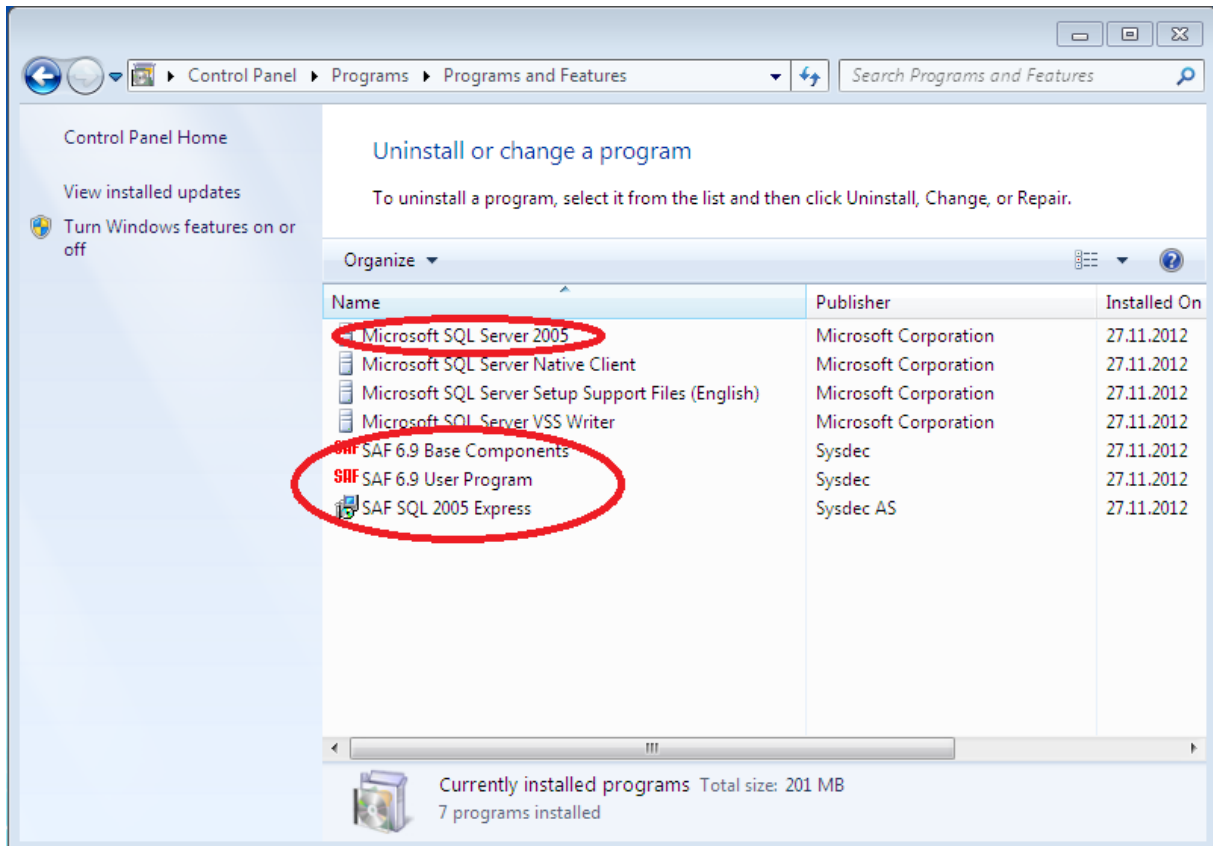 Control Panel ▸ Programs ▸ Programs and Features
Search Programs and Features
Control Panel Home
View installed updates
Turn Windows features on or
off
Uninstall or change a program
To uninstall a program, select it from the list and then click Uninstall, Change, or Repair.
Organize
Name Publisher Installed On
Microsoft SQL Server 2005 Microsoft Corporation 27.11.2012
Microsoft SQL Server Native Client Microsoft Corporation 27.11.2012
Microsoft SQL Server Setup Support Files (English) Microsoft Corporation 27.11.2012
Microsoft SQL Server VSS Writer Microsoft Corporation 27.11.2012
SAF SAF 6.9 Base Components Sysdec 27.11.2012
SAF SAF 6.9 User Program Sysdec 27.11.2012
SAF SQL 2005 Express Sysdec AS 27.11.2012
Currently installed programs Total size: 201 MB
7 programs installed